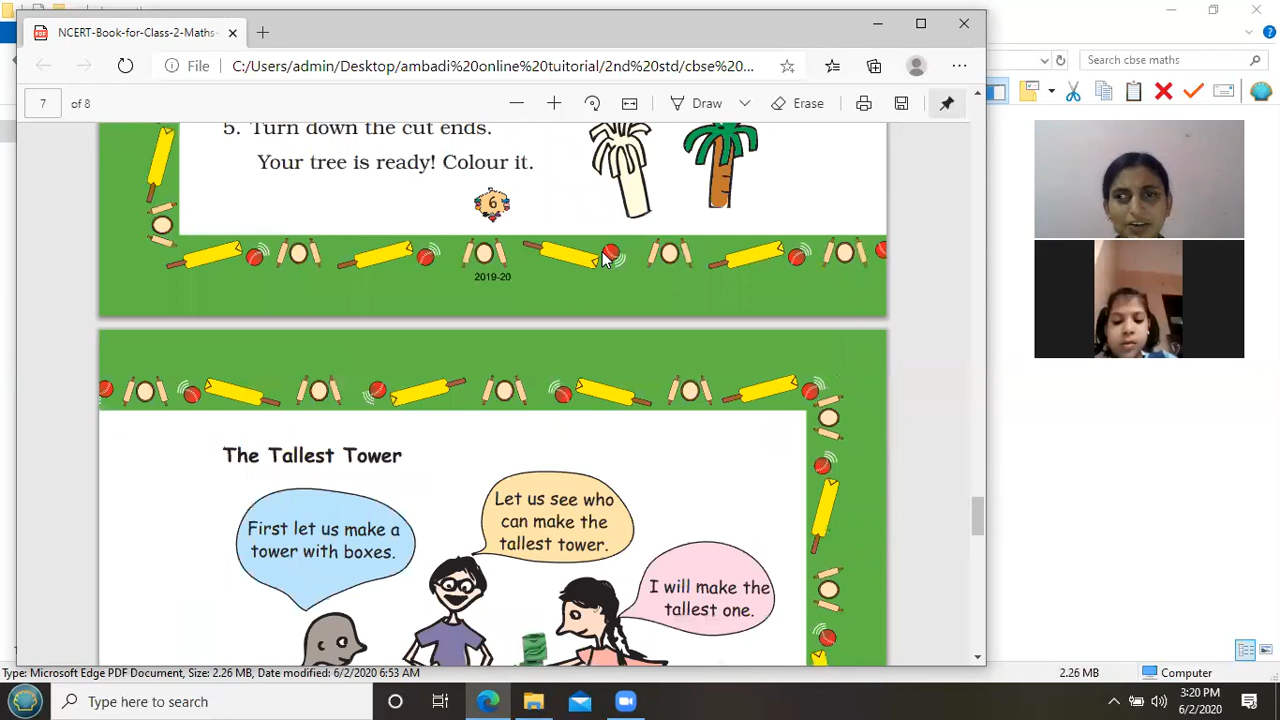 NCERT-Book-for-Class-2-Maths-
File
C:/Users/admin/Desktop/ambadi%20online%20tuitorial/2nd%20std/cbse%20...
7 of 8
Draw
Erase
Search cbse maths
5. Turn down the cut ends.
Your tree is ready! Colour it.
6
2019-20
The Tallest Tower
First let us make a
tower with boxes.
Let us see who
can make the
tallest tower.
I will make the
tallest one.
Type: Microsoft Edge PDF Document, Size: 2.26 MB, Date modified: 6/2/2020 6:53 AM
2.26 MB
Computer
Type here to search
3:20 PM
6/2/2020